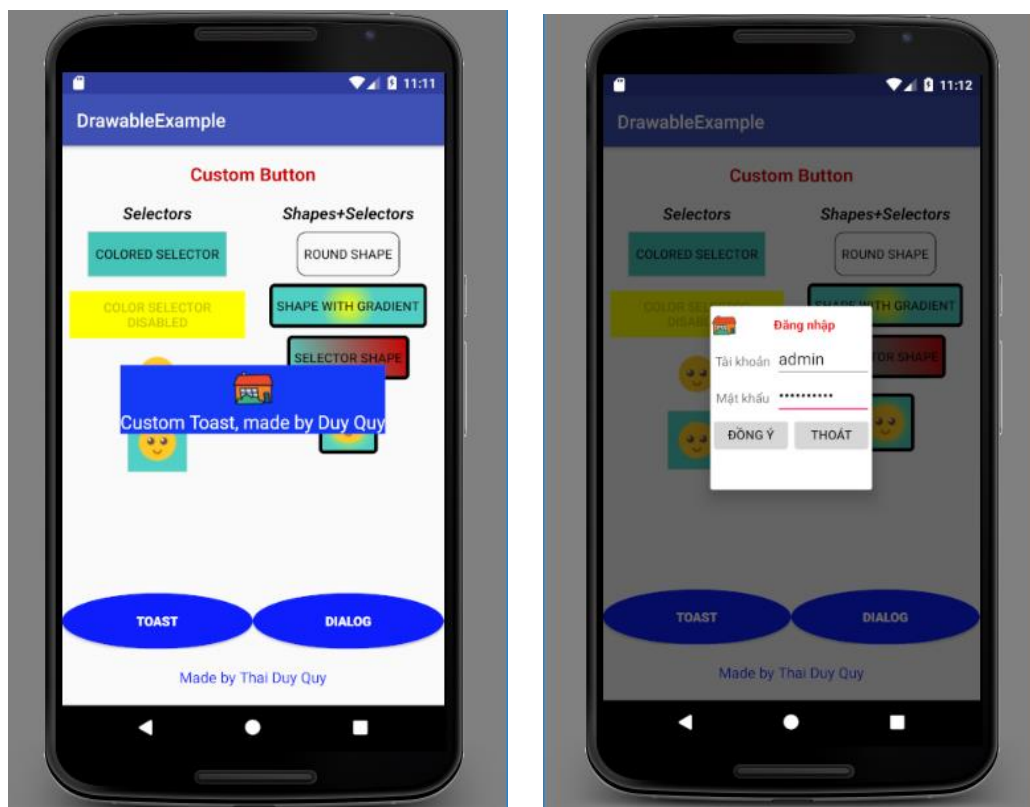 11:11
DrawableExample
Custom Button
Selectors
Shapes+Selectors
COLORED SELECTOR
ROUND SHAPE
COLOR SELECTOR
DISABLED
SHAPE WITH GRADIENT
SELECTOR SHAPE
Custom Toast, made by Duy Quy
TOAST
DIALOG
Made by Thai Duy Quy
11:12
DrawableExample
Custom Button
Selectors
Shapes+Selectors
COLORED SELECTOR
ROUND SHAPE
Đăng nhập
Tài khoản admin
Mật khẩu ••••••••••
ĐỒNG Ý
THOÁT
TOAST
DIALOG
Made by Thai Duy Quy